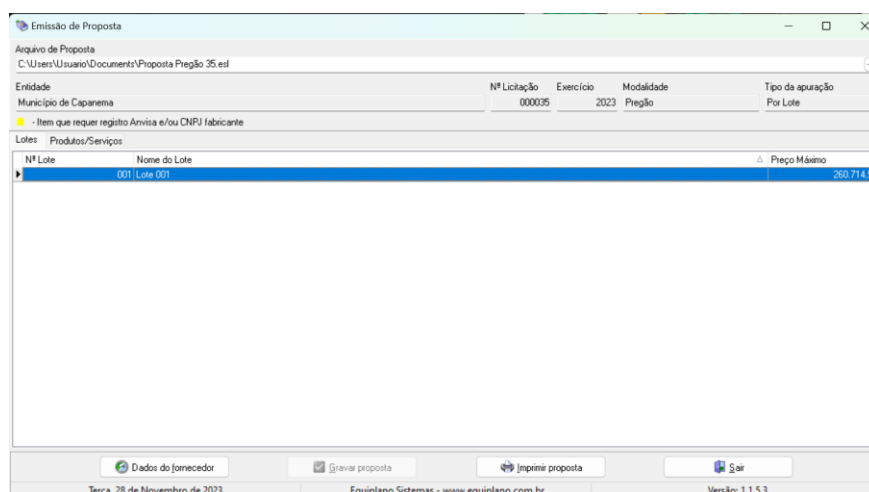 Emissão de Proposta
Arquivo de Proposta
C:\Users\Usuario\Documents\Proposta Pregão 35.esl
Entidade Nº Licitação Exercício Modalidade Tipo da apuração
Município de Capanema 000035 2023 Pregão Por Lote
- Item que requer registro Anvisa e/ou CNPJ fabricante
Lotes Produtos/Serviços
Nº Lote Nome do Lote Preço Máximo
001 Lote 001 260.714,
Dados do fornecedor Gravar proposta Imprimir proposta Sair
Terça, 28 de Novembro de 2023 Equiplano Sistemas - www.equiplano.com.br Versão: 1.1.5.3